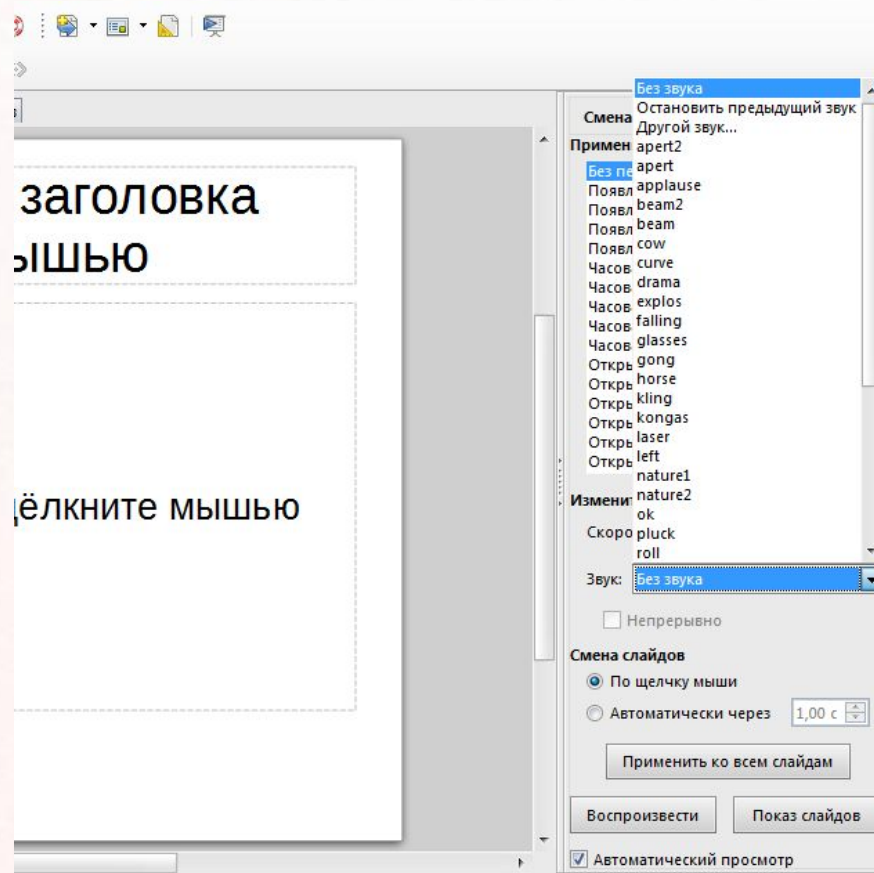 заголовка
мышью
щёлкните мышью
Смена
Примен
Без пе
Появл
Появл
Появл
Появл
Часов
Часов
Часов
Часов
Часов
Откры
Откры
Откры
Откры
Откры
Откры
Без звука
Остановить предыдущий звук
Другой звук...
apert2
apert
applause
beam2
beam
cow
curve
drama
explos
falling
glasses
gong
horse
kling
kongas
laser
left
nature1
nature2
ok
pluck
roll
Изменит
Скоро
Звук: Без звука
Непрерывно
Смена слайдов
По щелчку мыши
Автоматически через 1,00 с
Применить ко всем слайдам
Воспроизвести Показ слайдов
Автоматический просмотр